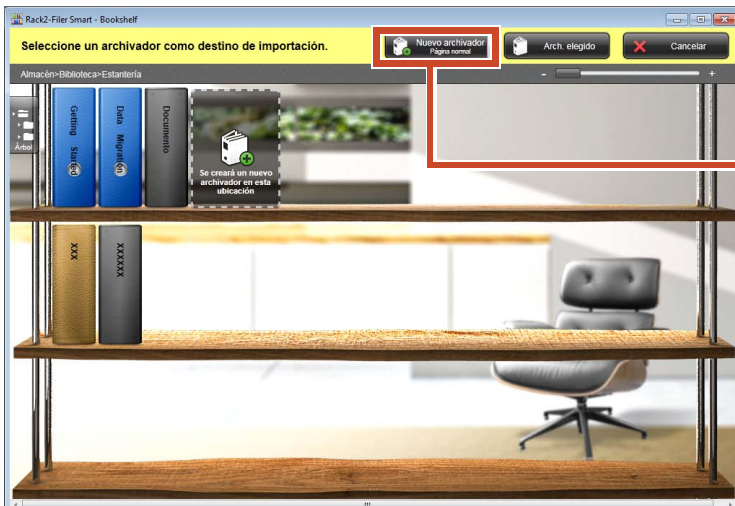 Rack2-Filer Smart - Bookshelf
Seleccione un archivador como destino de importación.
Nuevo archivador
Página normal
Arch. elegido
Cancelar
Almacén>Biblioteca>Estantería
- +
Árbol
Getting Started
Data Migration
Documento
Se creará un nuevo
archivador en esta
ubicación
XXX
XXXXXX